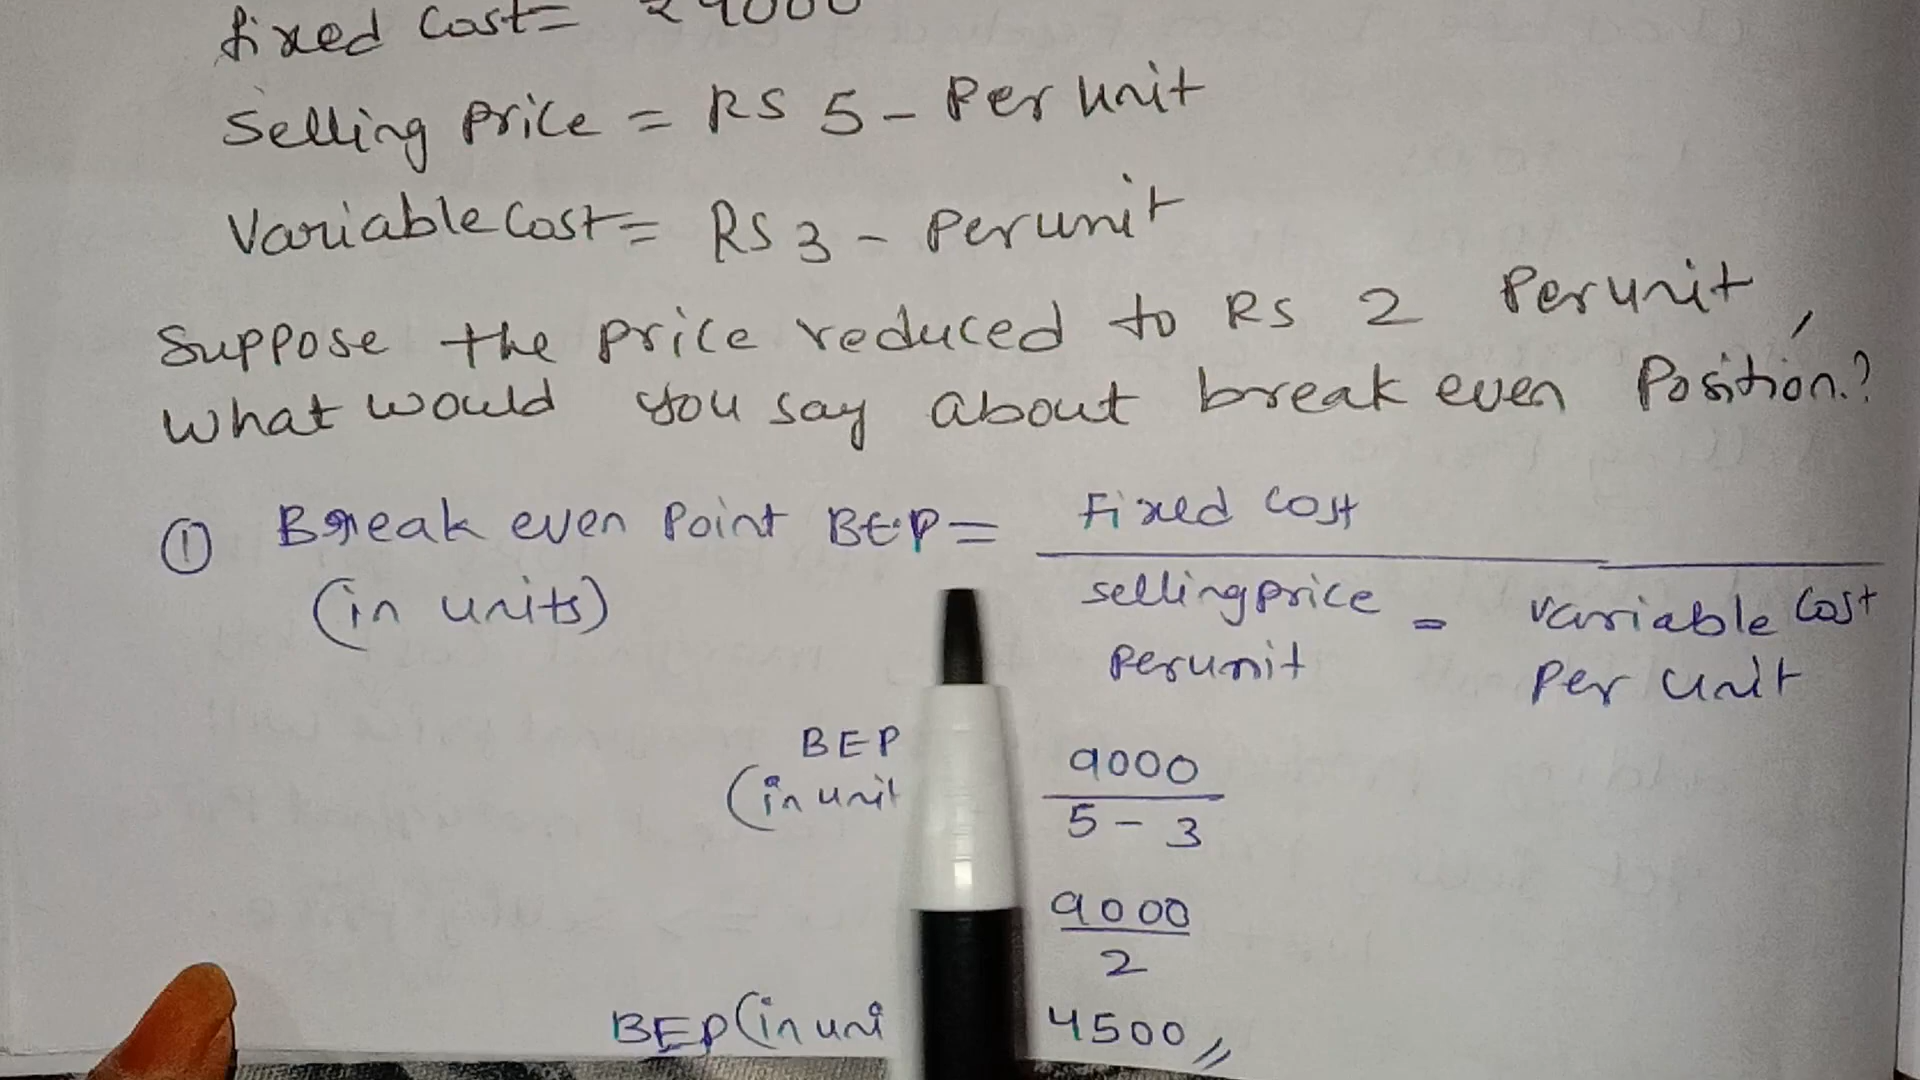 fixed Cost = ₹ 9000
Selling Price = RS 5 - Per Unit
Variable Cost = RS 3 - Per unit
Suppose the price reduced to RS 2 Per unit,
What would you say about break even Position.?
① Break even Point BEP = Fixed Cost
(in units) selling price per unit - variable Cost Per unit
BEP 9000
(in unit 5 - 3
9000
2
BEP (in uni 4500 //